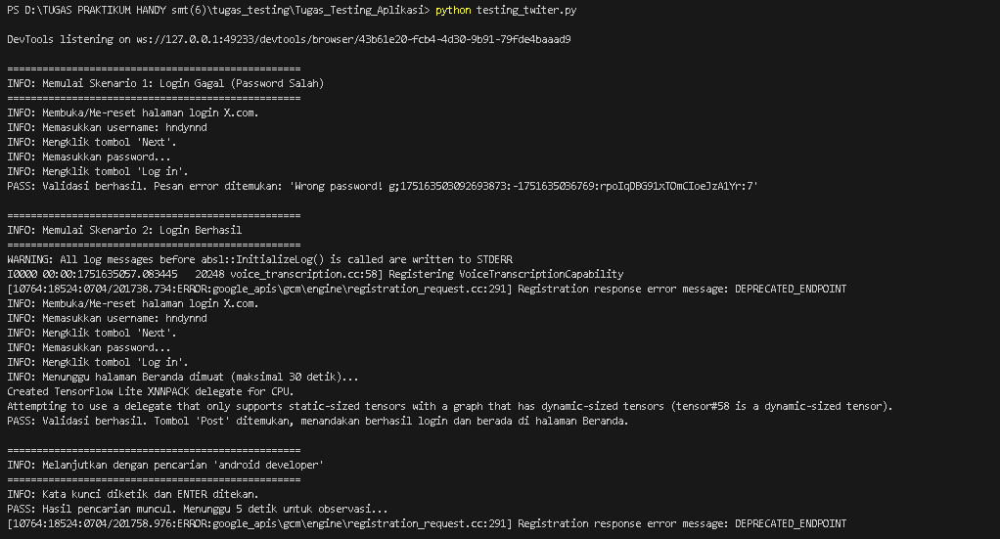 PS D:\TUGAS PRAKTIKUM HANDY smt(6)\tugas_testing\Tugas_Testing_Aplikasi> python testing_twiter.py
DevTools listening on ws://127.0.0.1:49233/devtools/browser/43b61e20-fcb4-4d30-9b91-79fde4baaad9
==================================================
INFO: Memulai Skenario 1: Login Gagal (Password Salah)
==================================================
INFO: Membuka/Me-reset halaman login X.com.
INFO: Memasukkan username: hndynnd
INFO: Mengklik tombol 'Next'.
INFO: Memasukkan password...
INFO: Mengklik tombol 'Log in'.
PASS: Validasi berhasil. Pesan error ditemukan: 'Wrong password! g;175163503092693873:-1751635036769:rpoIqDBG91xTOmCIoeJzA1Yr:7'
==================================================
INFO: Memulai Skenario 2: Login Berhasil
==================================================
WARNING: All log messages before absl::InitializeLog() is called are written to STDERR
I0000 00:00:1751635057.083445   20248 voice_transcription.cc:58] Registering VoiceTranscriptionCapability
[10764:18524:0704/201738.734:ERROR:google_apis\gcm\engine\registration_request.cc:291] Registration response error message: DEPRECATED_ENDPOINT
INFO: Membuka/Me-reset halaman login X.com.
INFO: Memasukkan username: hndynnd
INFO: Mengklik tombol 'Next'.
INFO: Memasukkan password...
INFO: Mengklik tombol 'Log in'.
INFO: Menunggu halaman Beranda dimuat (maksimal 30 detik)...
Created TensorFlow Lite XNNPACK delegate for CPU.
Attempting to use a delegate that only supports static-sized tensors with a graph that has dynamic-sized tensors (tensor#58 is a dynamic-sized tensor).
PASS: Validasi berhasil. Tombol 'Post' ditemukan, menandakan berhasil login dan berada di halaman Beranda.
==================================================
INFO: Melanjutkan dengan pencarian 'android developer'
==================================================
INFO: Kata kunci diketik dan ENTER ditekan.
PASS: Hasil pencarian muncul. Menunggu 5 detik untuk observasi...
[10764:18524:0704/201758.976:ERROR:google_apis\gcm\engine\registration_request.cc:291] Registration response error message: DEPRECATED_ENDPOINT